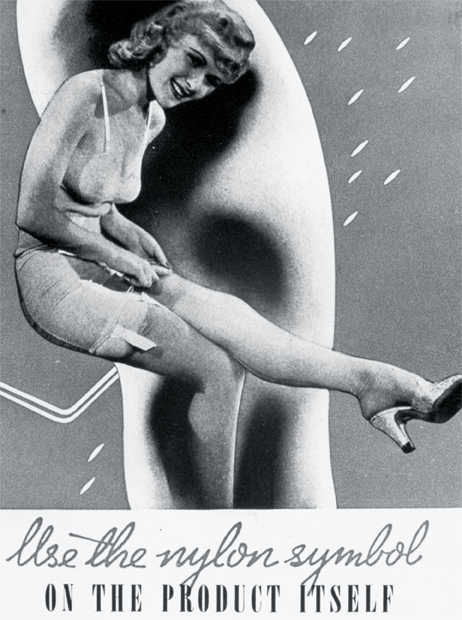 Use the nylon symbol
ON THE PRODUCT ITSELF